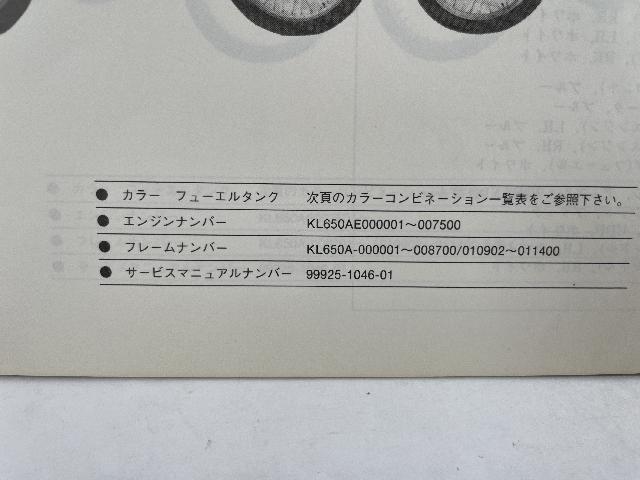 ● カラー　フューエルタンク　次頁のカラーコンビネーション一覧表をご参照下さい。
● エンジンナンバー　KL650AE000001〜007500
● フレームナンバー　KL650A-000001〜008700/010902〜011400
● サービスマニュアルナンバー　99925-1046-01